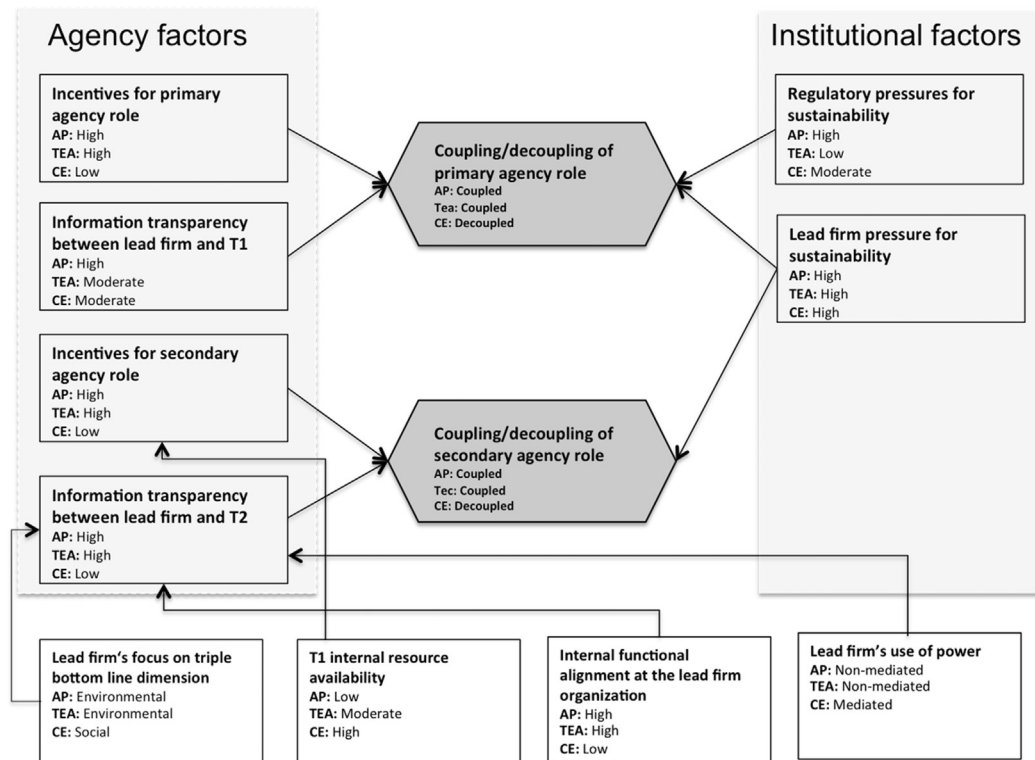 Agency factors
Institutional factors
Incentives for primary
agency role
AP: High
TEA: High
CE: Low
Information transparency
between lead firm and T1
AP: High
TEA: Moderate
CE: Moderate
Incentives for secondary
agency role
AP: High
TEA: High
CE: Low
Information transparency
between lead firm and T2
AP: High
TEA: High
CE: Low
Coupling/decoupling of
primary agency role
AP: Coupled
Tea: Coupled
CE: Decoupled
Coupling/decoupling of
secondary agency role
AP: Coupled
Tec: Coupled
CE: Decoupled
Regulatory pressures for
sustainability
AP: High
TEA: Low
CE: Moderate
Lead firm pressure for
sustainability
AP: High
TEA: High
CE: High
Lead firm's focus on triple
bottom line dimension
AP: Environmental
TEA: Environmental
CE: Social
T1 internal resource
availability
AP: Low
TEA: Moderate
CE: High
Internal functional
alignment at the lead firm
organization
AP: High
TEA: High
CE: Low
Lead firm's use of power
AP: Non-mediated
TEA: Non-mediated
CE: Mediated